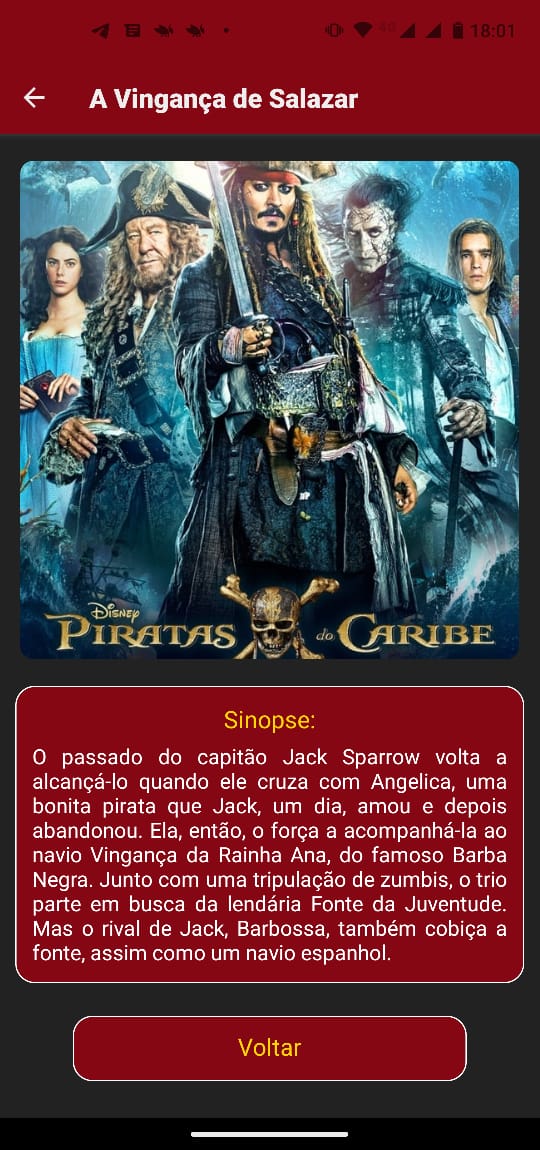 4G 18:01
A Vingança de Salazar
Disney
PIRATAS do CARIBE
Sinopse:
O passado do capitão Jack Sparrow volta a
alcançá-lo quando ele cruza com Angelica, uma
bonita pirata que Jack, um dia, amou e depois
abandonou. Ela, então, o força a acompanhá-la ao
navio Vingança da Rainha Ana, do famoso Barba
Negra. Junto com uma tripulação de zumbis, o trio
parte em busca da lendária Fonte da Juventude.
Mas o rival de Jack, Barbossa, também cobiça a
fonte, assim como um navio espanhol.
Voltar